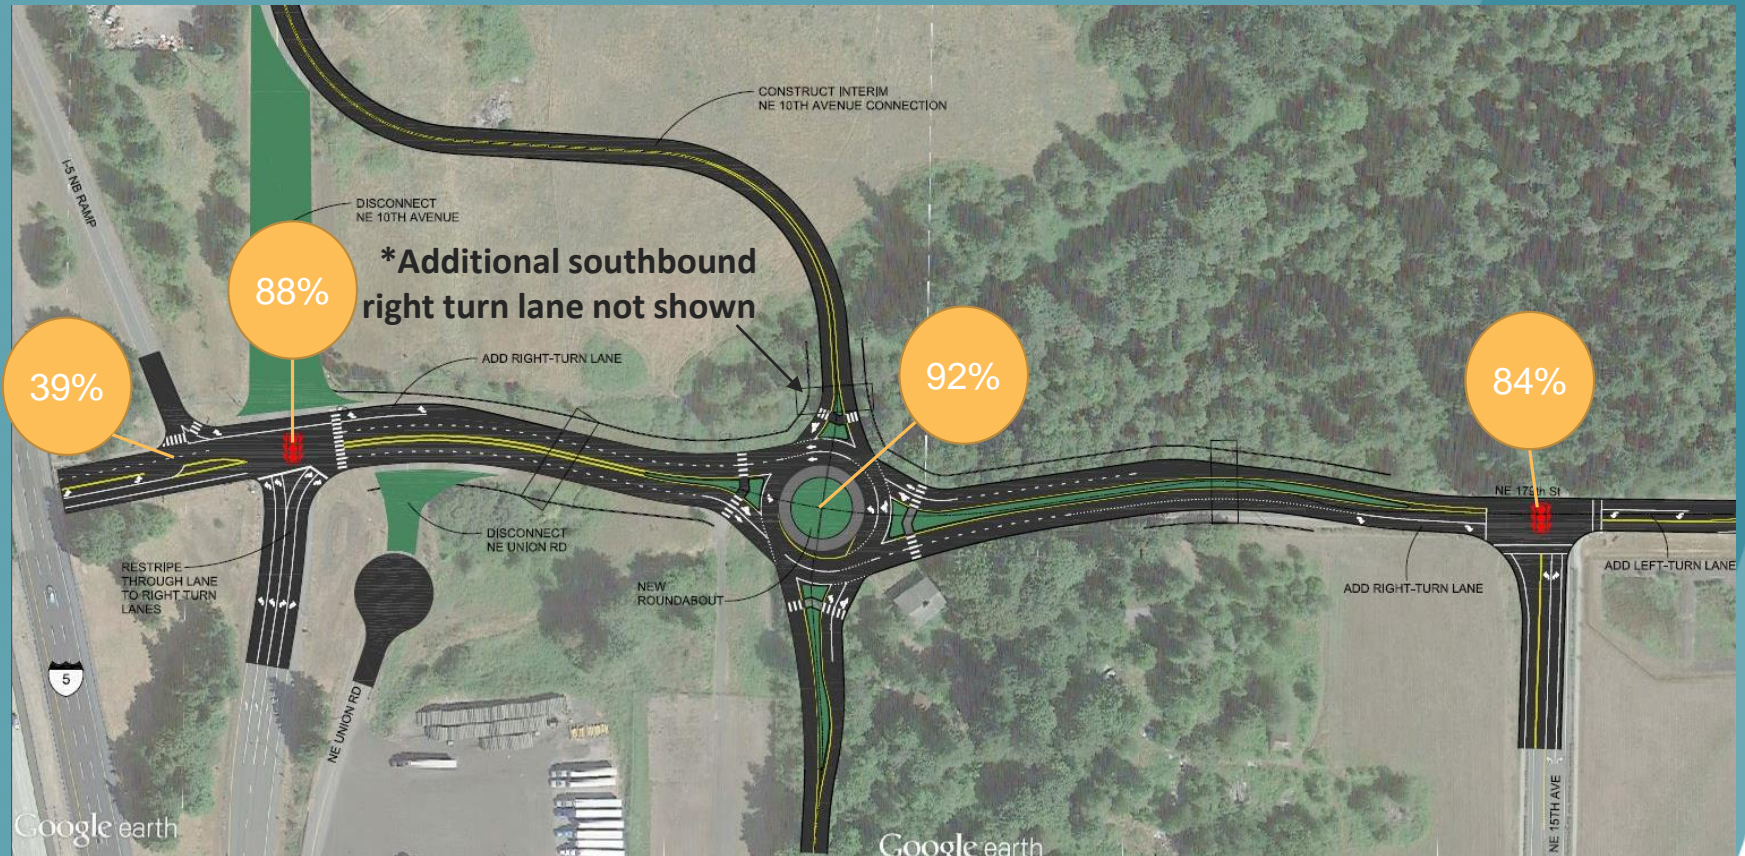 CONSTRUCT INTERIM
NE 10TH AVENUE CONNECTION
I-5 NB RAMP
DISCONNECT
NE 10TH AVENUE
*Additional southbound
right turn lane not shown
88%
39%
92%
84%
ADD RIGHT-TURN LANE
NE 179th St
DISCONNECT
NE UNION RD
RESTRIPE
THROUGH LANE
TO RIGHT TURN
LANES
NEW
ROUNDABOUT
ADD RIGHT-TURN LANE
ADD LEFT-TURN LANE
5
NE UNION RD
NE 15TH AVE
Google earth
Google earth